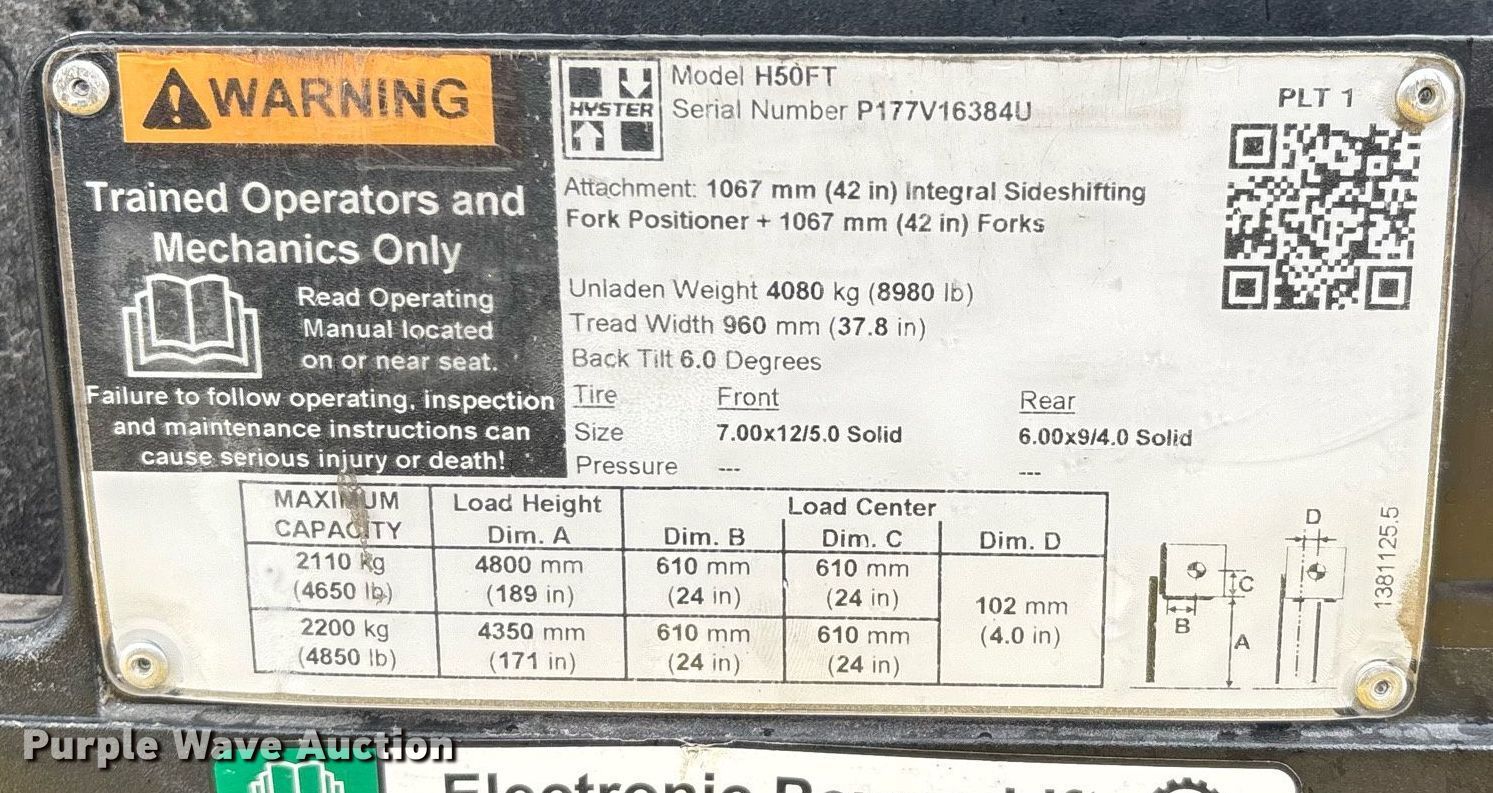 WARNING
Trained Operators and
Mechanics Only
Read Operating
Manual located
on or near seat.
Failure to follow operating, inspection
and maintenance instructions can
cause serious injury or death!
HYSTER
Model H50FT
Serial Number P177V16384U
PLT 1
Attachment: 1067 mm (42 in) Integral Sideshifting
Fork Positioner + 1067 mm (42 in) Forks
Unladen Weight 4080 kg (8980 lb)
Tread Width 960 mm (37.8 in)
Back Tilt 6.0 Degrees
Tire Front Rear
Size 7.00x12/5.0 Solid 6.00x9/4.0 Solid
Pressure --- ---
MAXIMUM Load Height Load Center
CAPACITY Dim. A Dim. B Dim. C Dim. D
2110 kg 4800 mm 610 mm 610 mm
(4650 lb) (189 in) (24 in) (24 in)
102 mm
(4.0 in)
2200 kg 4350 mm 610 mm 610 mm
(4850 lb) (171 in) (24 in) (24 in)
D
C
B
A
1381125.5
Purple Wave Auction
Electronic